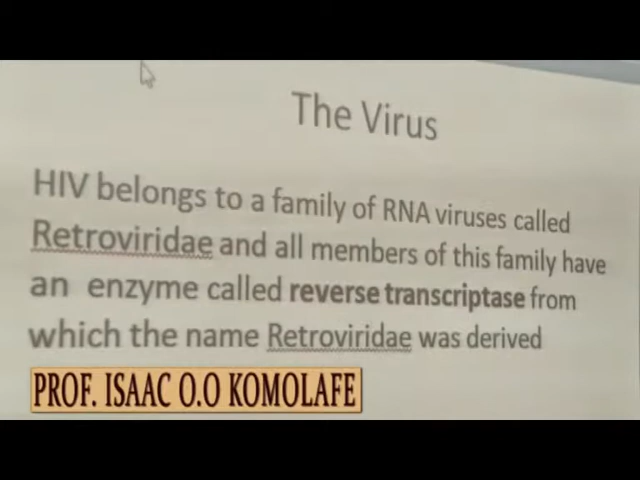 The Virus
HIV belongs to a family of RNA viruses called
Retroviridae and all members of this family have
an enzyme called reverse transcriptase from
which the name Retroviridae was derived
PROF. ISAAC O.O KOMOLAFE